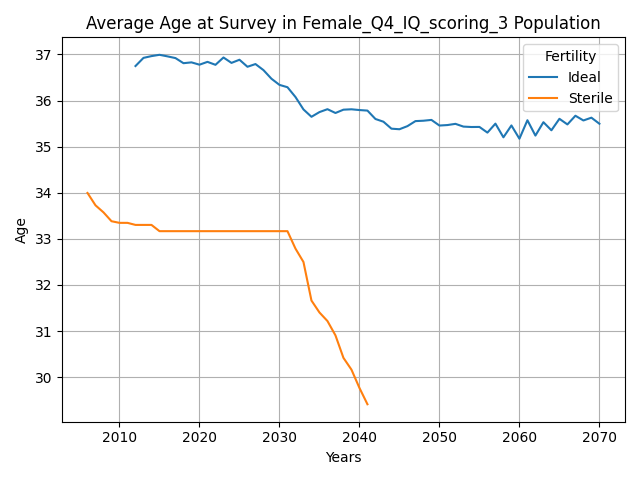 Average Age at Survey in Female_Q4_IQ_scoring_3 Population
Fertility
Ideal
Sterile
37
36
35
34
33
32
31
30
Age
2010 2020 2030 2040 2050 2060 2070
Years